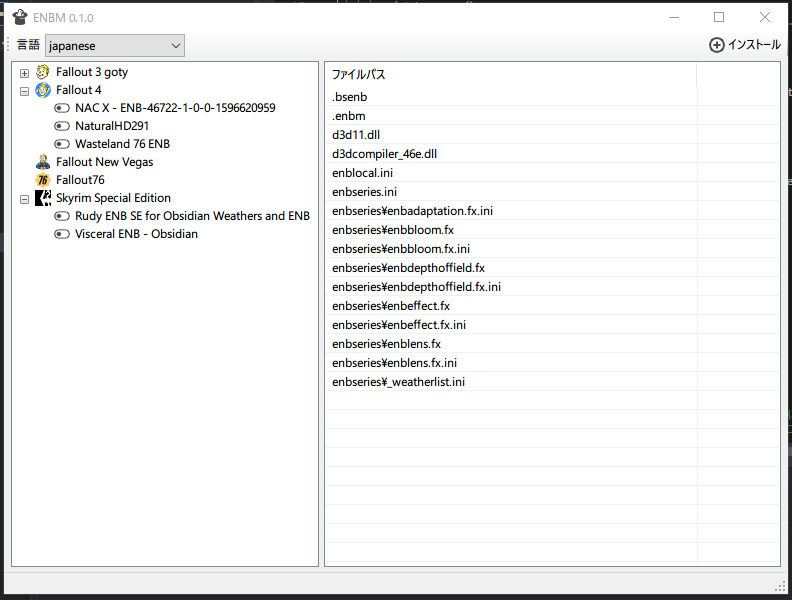 ENBM 0.1.0
言語 japanese
インストール
Fallout 3 goty
Fallout 4
NAC X - ENB-46722-1-0-0-1596620959
NaturalHD291
Wasteland 76 ENB
Fallout New Vegas
76 Fallout76
Skyrim Special Edition
Rudy ENB SE for Obsidian Weathers and ENB
Visceral ENB - Obsidian
ファイルパス
.bsenb
.enbm
d3d11.dll
d3dcompiler_46e.dll
enblocal.ini
enbseries.ini
enbseries¥enbadaptation.fx.ini
enbseries¥enbbloom.fx
enbseries¥enbbloom.fx.ini
enbseries¥enbdepthoffield.fx
enbseries¥enbdepthoffield.fx.ini
enbseries¥enbeffect.fx
enbseries¥enbeffect.fx.ini
enbseries¥enblens.fx
enbseries¥enblens.fx.ini
enbseries¥_weatherlist.ini